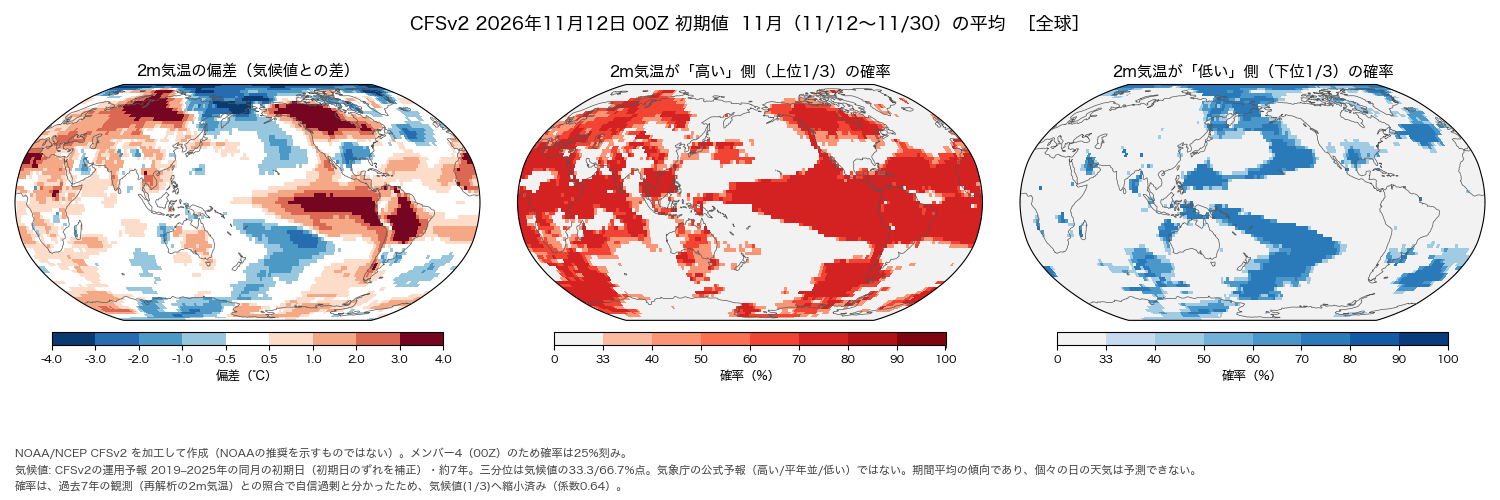 CFSv2 2026年11月12日 00Z 初期値 11月（11/12〜11/30）の平均 ［全球］
2m気温の偏差（気候値との差）
2m気温が「高い」側（上位1/3）の確率
2m気温が「低い」側（下位1/3）の確率
-4.0 -3.0 -2.0 -1.0 -0.5 0.5 1.0 2.0 3.0 4.0
偏差（℃）
0 33 40 50 60 70 80 90 100
確率（%）
0 33 40 50 60 70 80 90 100
確率（%）
NOAA/NCEP CFSv2 を加工して作成（NOAAの推奨を示すものではない）。メンバー4（00Z）のため確率は25%刻み。
気候値: CFSv2の運用予報 2019–2025年の同月の初期日（初期日のずれを補正）・約7年。三分位は気候値の33.3/66.7%点。気象庁の公式予報（高い/平年並/低い）ではない。期間平均の傾向であり、個々の日の天気は予測できない。
確率は、過去7年の観測（再解析の2m気温）との照合で自信過剰と分かったため、気候値(1/3)へ縮小済み（係数0.64）。